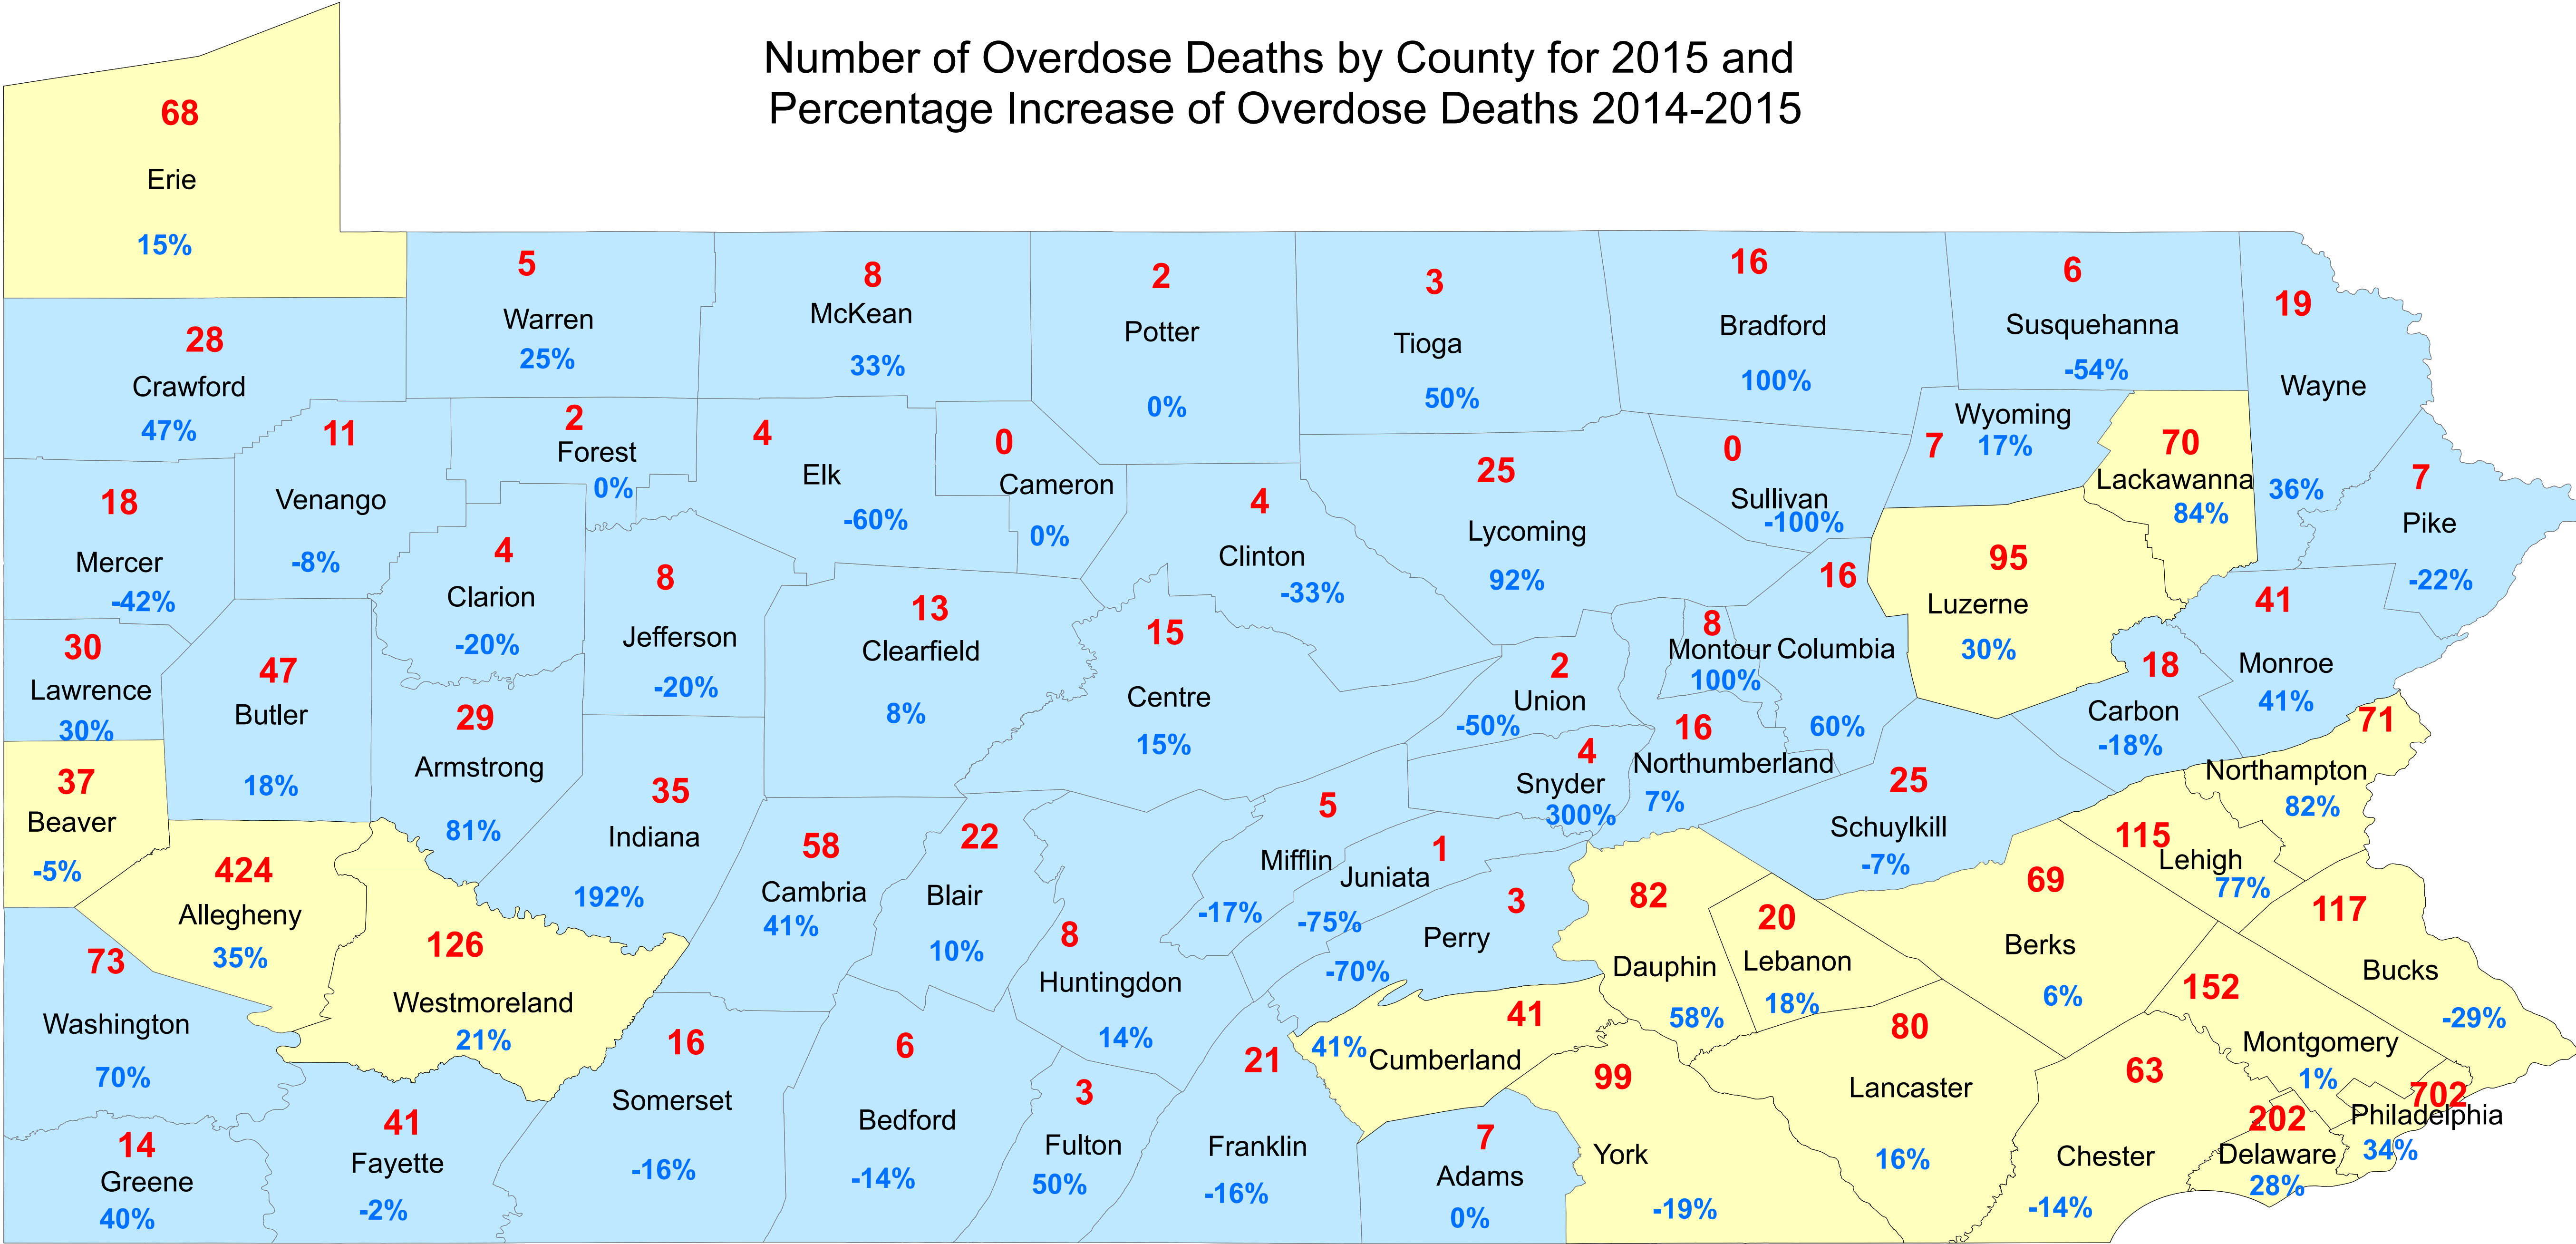 Number of Overdose Deaths by County for 2015 and
Percentage Increase of Overdose Deaths 2014-2015
68
Erie
15%
5
Warren
25%
8
McKean
33%
2
Potter
0%
3
Tioga
50%
16
Bradford
100%
6
Susquehanna
-54%
19
Wayne
36%
28
Crawford
47%
11
Venango
-8%
2
Forest
0%
4
Elk
-60%
0
Cameron
0%
4
Clinton
-33%
25
Lycoming
92%
0
Sullivan
-100%
Wyoming
7
17%
70
Lackawanna
84%
7
Pike
-22%
18
Mercer
-42%
4
Clarion
-20%
8
Jefferson
-20%
13
Clearfield
8%
15
Centre
15%
2
Union
-50%
8
Montour
100%
16
Columbia
60%
95
Luzerne
30%
41
Monroe
41%
18
Carbon
-18%
30
Lawrence
30%
47
Butler
18%
29
Armstrong
81%
35
Indiana
192%
4
Snyder
300%
16
Northumberland
7%
25
Schuylkill
-7%
71
Northampton
82%
37
Beaver
-5%
424
Allegheny
35%
126
Westmoreland
21%
58
Cambria
41%
22
Blair
10%
8
Huntingdon
14%
5
Mifflin
-17%
1
Juniata
-75%
3
Perry
-70%
82
Dauphin
58%
20
Lebanon
18%
69
Berks
6%
115
Lehigh
77%
117
Bucks
-29%
73
Washington
70%
16
Somerset
-16%
6
Bedford
-14%
3
Fulton
50%
21
Franklin
-16%
41
Cumberland
41%
99
York
-19%
80
Lancaster
16%
63
Chester
-14%
152
Montgomery
1%
702
Philadelphia
34%
202
Delaware
28%
14
Greene
40%
41
Fayette
-2%
7
Adams
0%